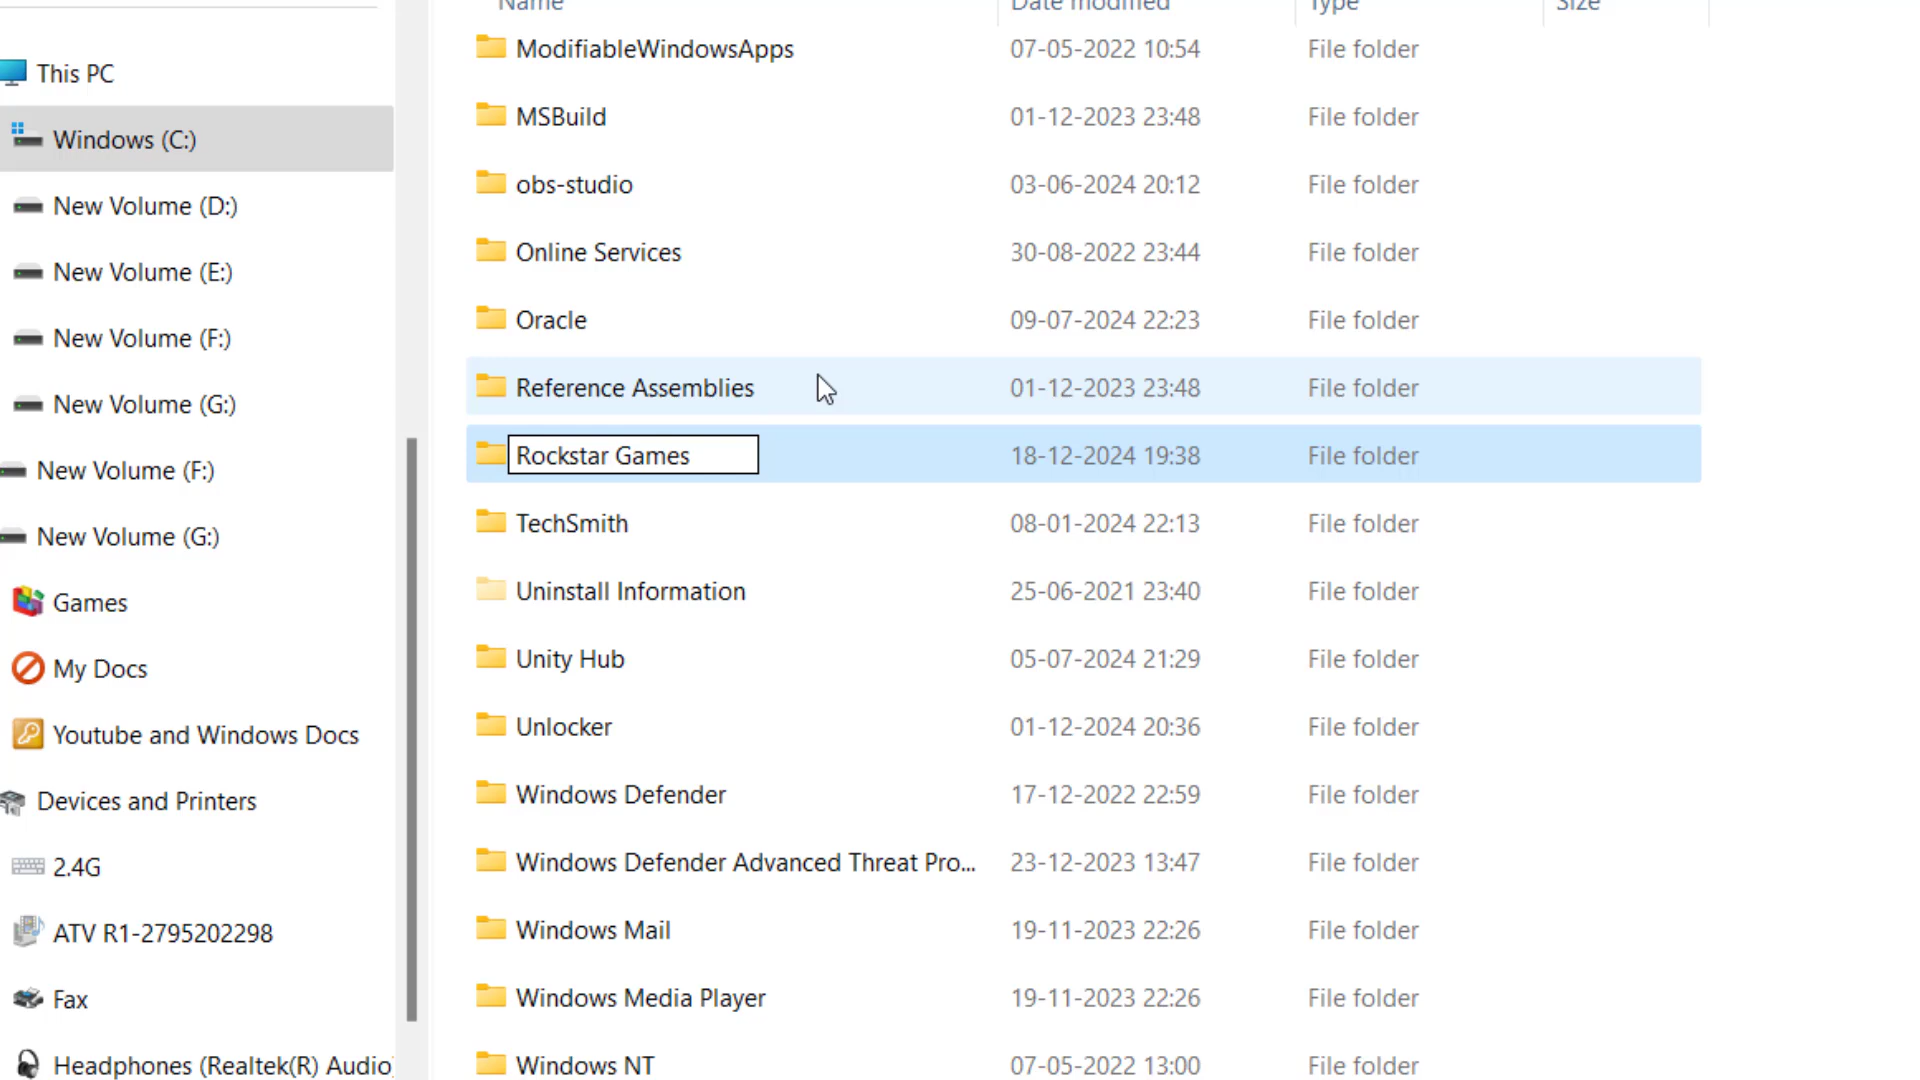 Name Date modified Type Size
This PC
Windows (C:)
New Volume (D:)
New Volume (E:)
New Volume (F:)
New Volume (G:)
New Volume (F:)
New Volume (G:)
Games
My Docs
Youtube and Windows Docs
Devices and Printers
2.4G
ATV R1-2795202298
Fax
Headphones (Realtek(R) Audio)
ModifiableWindowsApps 07-05-2022 10:54 File folder
MSBuild 01-12-2023 23:48 File folder
obs-studio 03-06-2024 20:12 File folder
Online Services 30-08-2022 23:44 File folder
Oracle 09-07-2024 22:23 File folder
Reference Assemblies 01-12-2023 23:48 File folder
Rockstar Games 18-12-2024 19:38 File folder
TechSmith 08-01-2024 22:13 File folder
Uninstall Information 25-06-2021 23:40 File folder
Unity Hub 05-07-2024 21:29 File folder
Unlocker 01-12-2024 20:36 File folder
Windows Defender 17-12-2022 22:59 File folder
Windows Defender Advanced Threat Pro... 23-12-2023 13:47 File folder
Windows Mail 19-11-2023 22:26 File folder
Windows Media Player 19-11-2023 22:26 File folder
Windows NT 07-05-2022 13:00 File folder